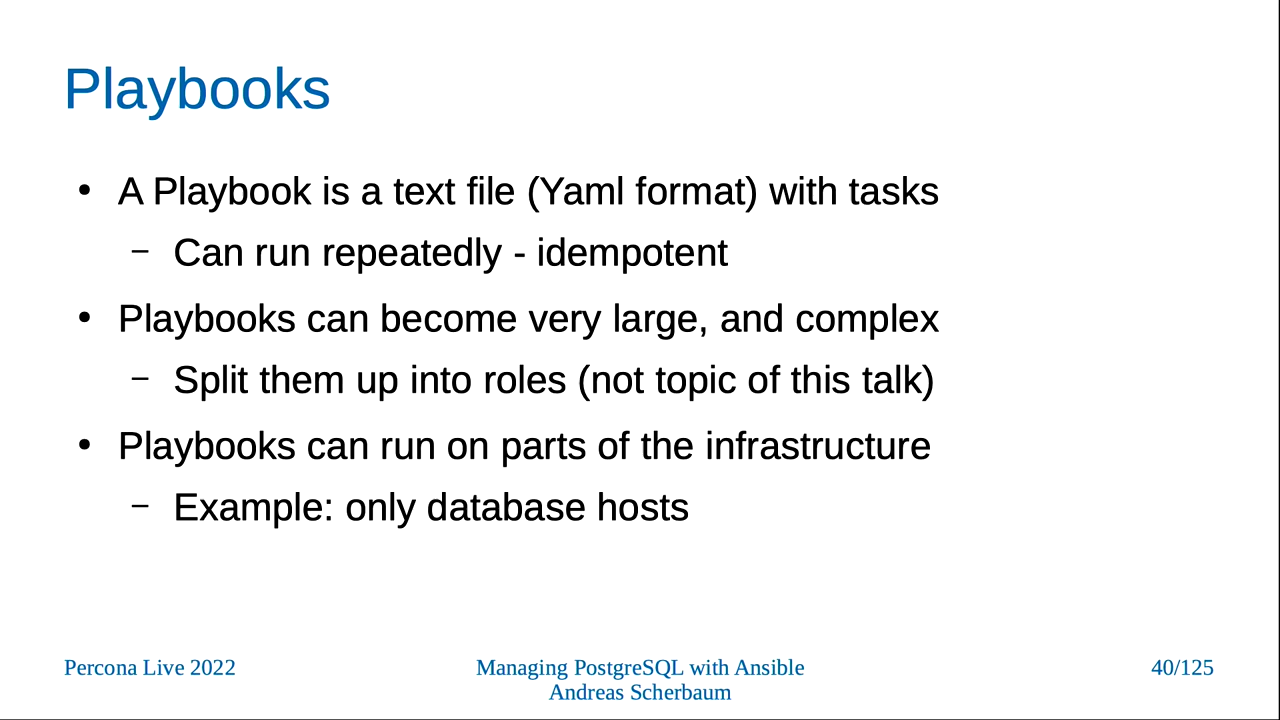 Playbooks
● A Playbook is a text file (Yaml format) with tasks
– Can run repeatedly - idempotent
● Playbooks can become very large, and complex
– Split them up into roles (not topic of this talk)
● Playbooks can run on parts of the infrastructure
– Example: only database hosts
Percona Live 2022
Managing PostgreSQL with Ansible
Andreas Scherbaum
40/125